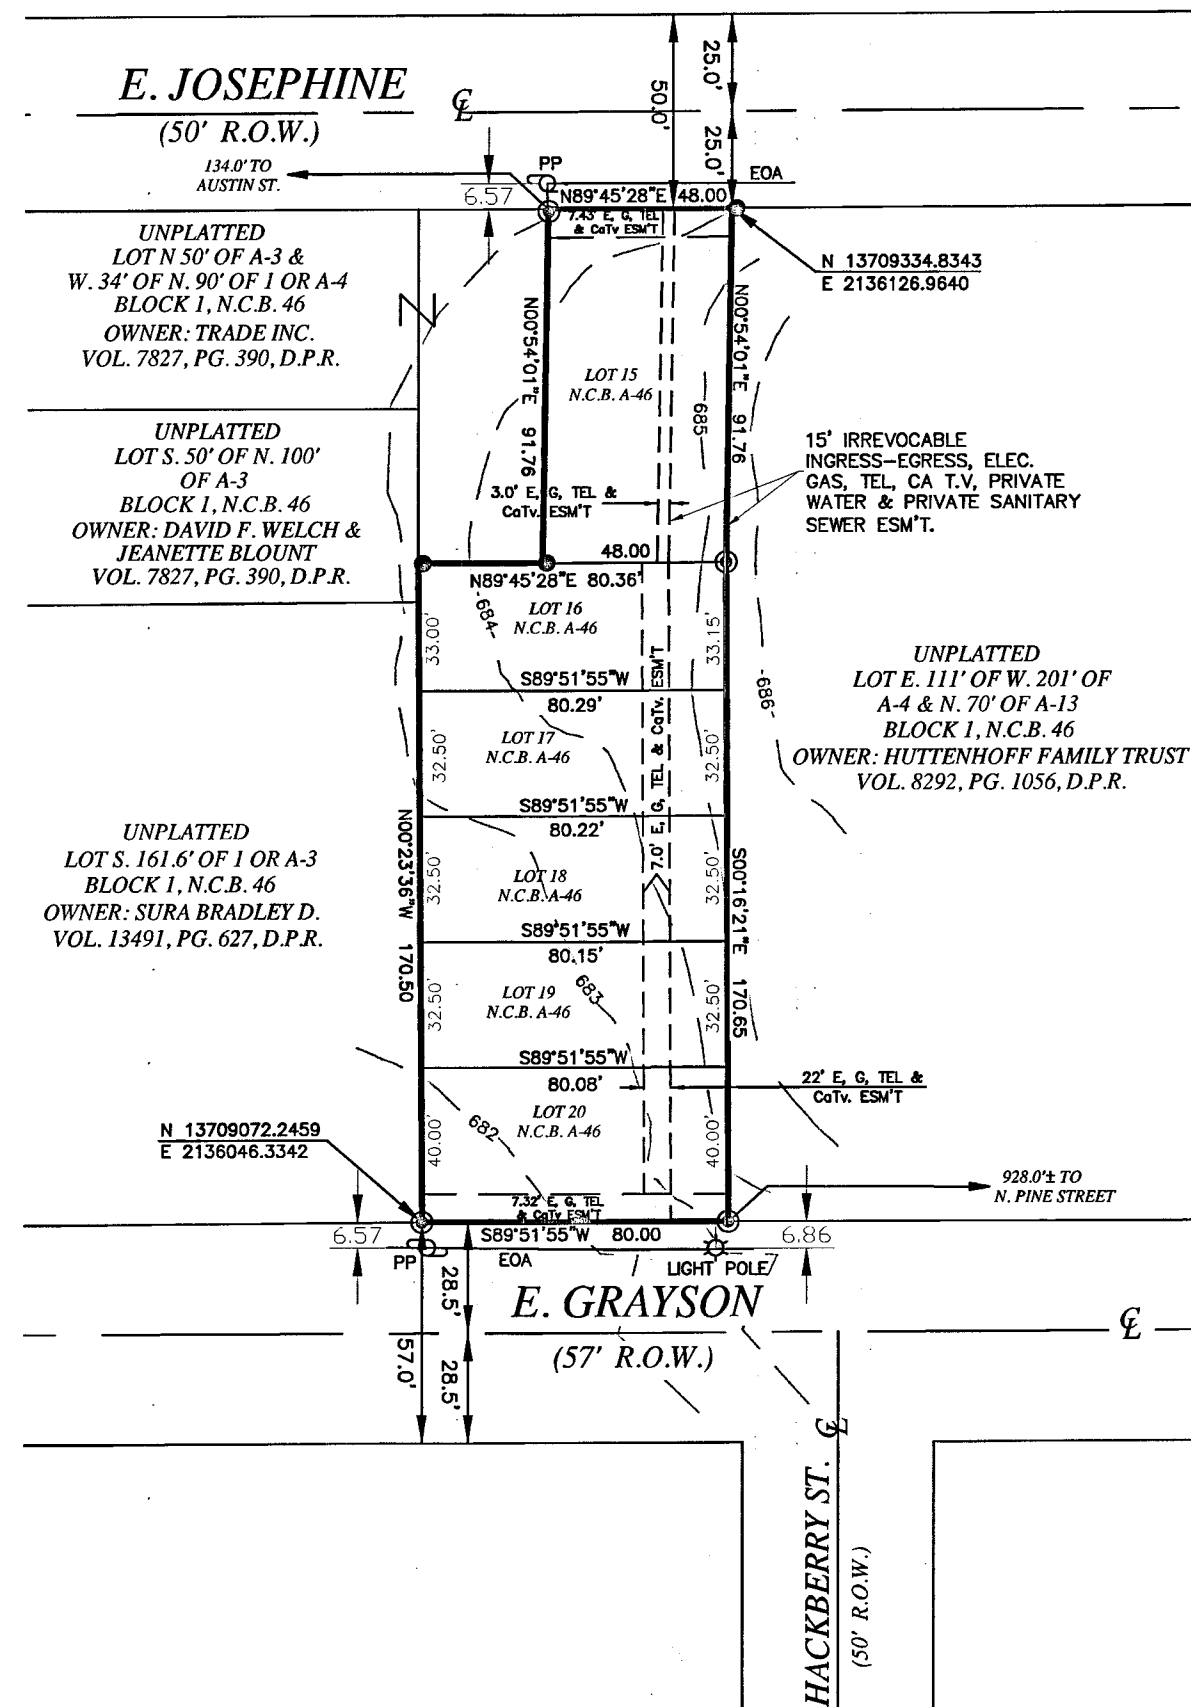 E. JOSEPHINE
(50' R.O.W.)
134.0' TO
AUSTIN ST.
6.57
PP
50.0'
25.0'
25.0'
EOA
N89°45'28"E 48.00
7.43' E, G, TEL
& CaTv ESM'T
N 13709334.8343
E 2136126.9640
UNPLATTED
LOT N 50' OF A-3 &
W. 34' OF N. 90' OF 1 OR A-4
BLOCK 1, N.C.B. 46
OWNER: TRADE INC.
VOL. 7827, PG. 390, D.P.R.
N
N00°54'01"E 91.76
LOT 15
N.C.B. A-46
685
N00°54'01"E 91.76
UNPLATTED
LOT S. 50' OF N. 100'
OF A-3
BLOCK 1, N.C.B. 46
OWNER: DAVID F. WELCH &
JEANETTE BLOUNT
VOL. 7827, PG. 390, D.P.R.
3.0' E, G, TEL &
CaTv. ESM'T
15' IRREVOCABLE
INGRESS-EGRESS, ELEC.
GAS, TEL, CA T.V, PRIVATE
WATER & PRIVATE SANITARY
SEWER ESM'T.
48.00
N89°45'28"E 80.36'
684
LOT 16
N.C.B. A-46
33.00'
33.15'
S89°51'55"W
80.29'
7.0' E, G, TEL & CaTv. ESM'T
686
LOT 17
N.C.B. A-46
32.50'
32.50'
S89°51'55"W
80.22'
UNPLATTED
LOT E. 111' OF W. 201' OF
A-4 & N. 70' OF A-13
BLOCK 1, N.C.B. 46
OWNER: HUTTENHOFF FAMILY TRUST
VOL. 8292, PG. 1056, D.P.R.
UNPLATTED
LOT S. 161.6' OF 1 OR A-3
BLOCK 1, N.C.B. 46
OWNER: SURA BRADLEY D.
VOL. 13491, PG. 627, D.P.R.
N00°23'36"W 170.50
LOT 18
N.C.B. A-46
32.50'
32.50'
S00°16'21"E 170.65
S89°51'55"W
80.15'
LOT 19
N.C.B. A-46
683
32.50'
32.50'
S89°51'55"W
80.08'
22' E, G, TEL &
CaTv. ESM'T
LOT 20
N.C.B. A-46
682
40.00'
40.00'
N 13709072.2459
E 2136046.3342
928.0'± TO
N. PINE STREET
7.32' E, G, TEL
& CaTv ESM'T
S89°51'55"W 80.00
6.57
6.86
PP
EOA
LIGHT POLE
28.5'
E. GRAYSON
(57' R.O.W.)
57.0'
28.5'
HACKBERRY ST.
(50' R.O.W.)